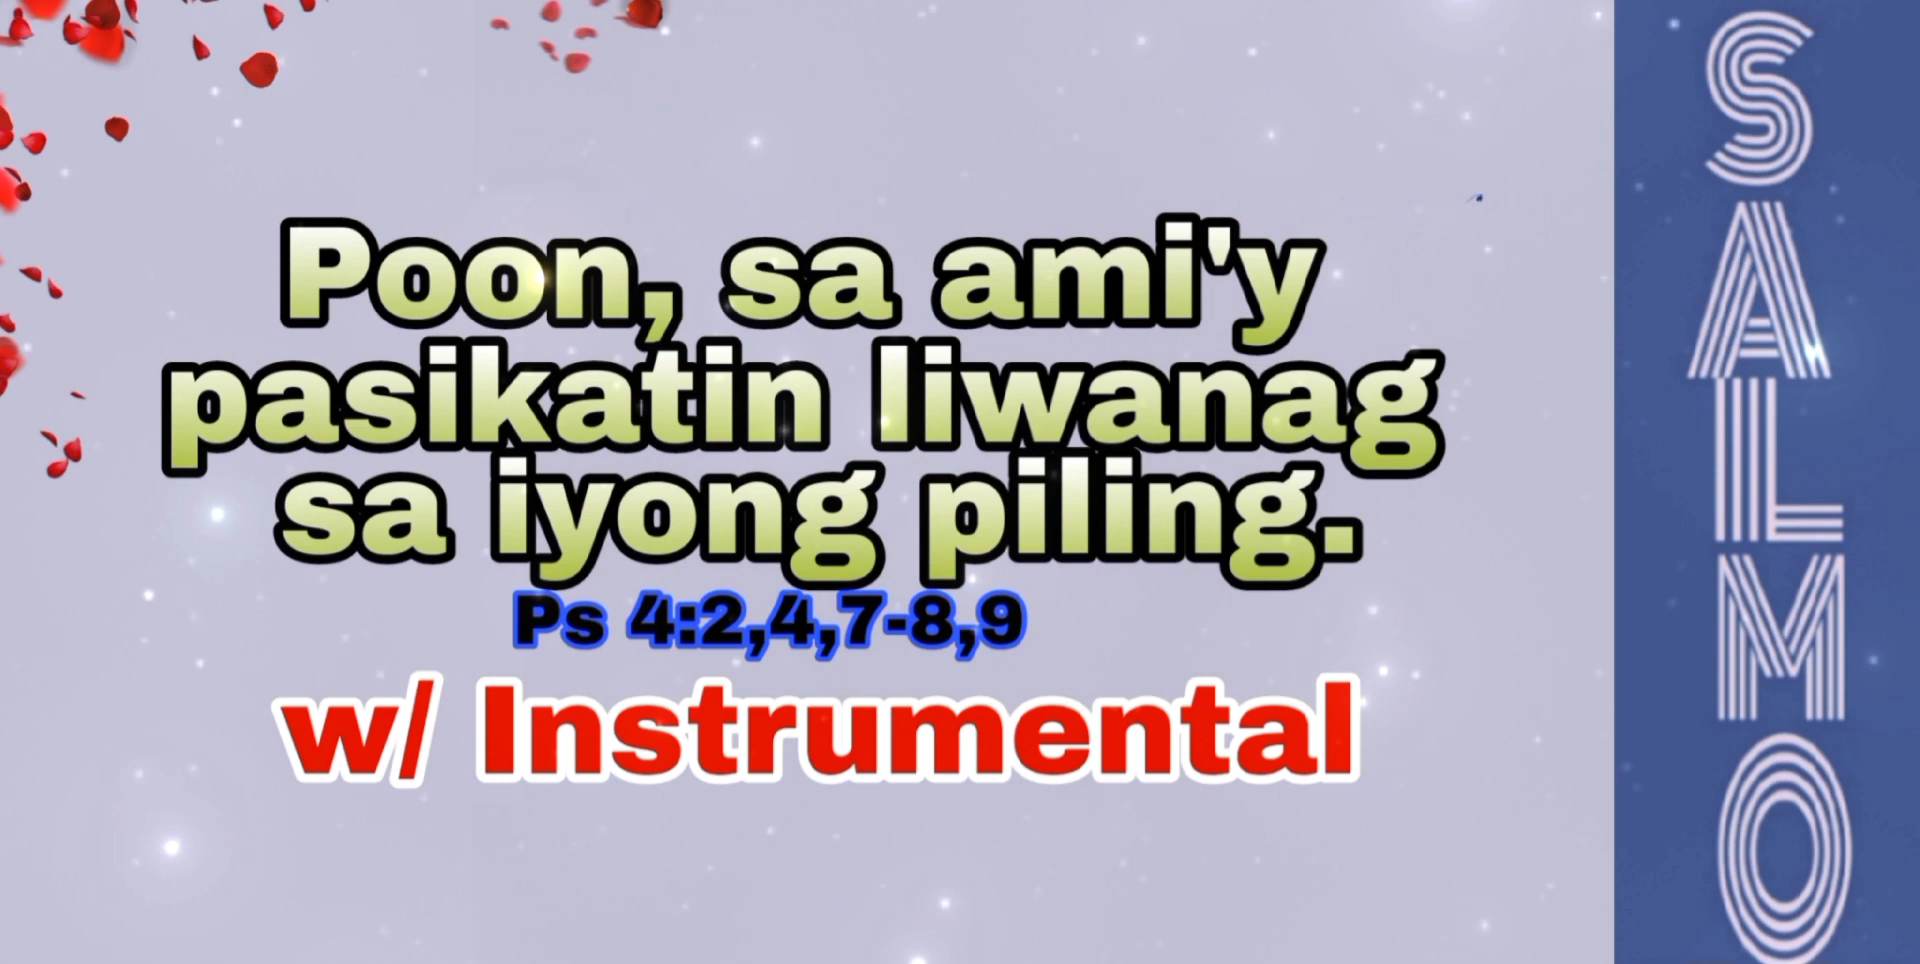 Poon, sa ami'y
pasikatin liwanag
sa iyong piling.
Ps 4:2,4,7-8,9
w/ Instrumental
SALMO